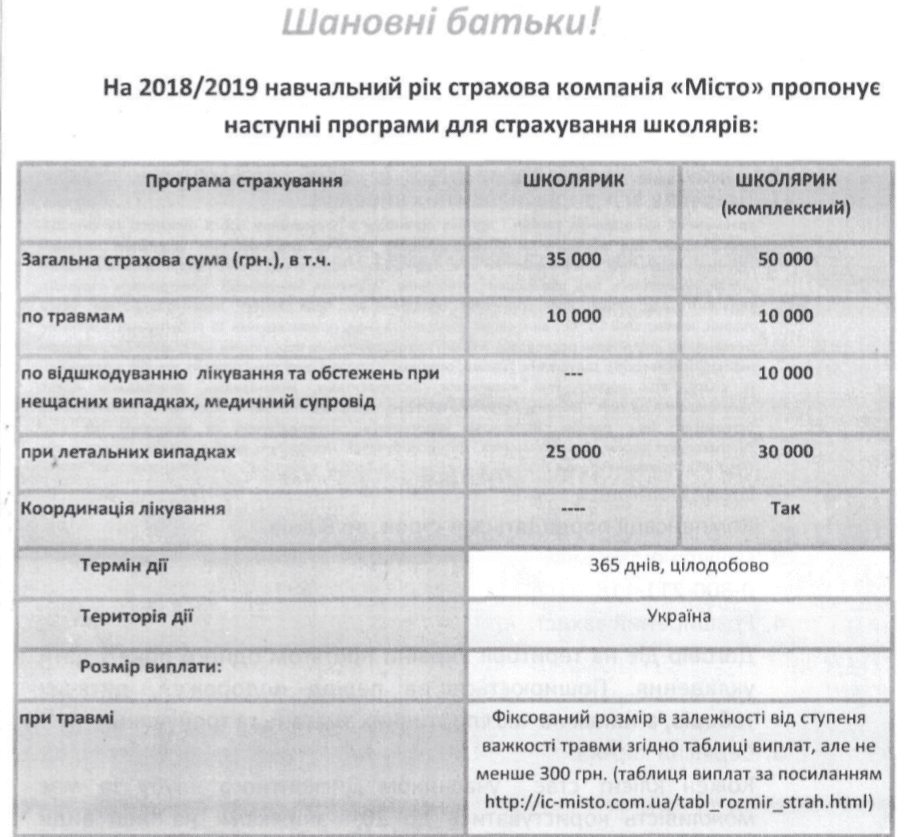 Шановні батьки!
На 2018/2019 навчальний рік страхова компанія «Місто» пропонує
наступні програми для страхування школярів:
Програма страхування ШКОЛЯРИК ШКОЛЯРИК
(комплексний)
Загальна страхова сума (грн.), в т.ч. 35 000 50 000
по травмам 10 000 10 000
по відшкодуванню лікування та обстежень при --- 10 000
нещасних випадках, медичний супровід
при летальних випадках 25 000 30 000
Координація лікування ---- Так
Термін дії 365 днів, цілодобово
Територія дії Україна
Розмір виплати:
при травмі Фіксований розмір в залежності від ступеня
важкості травми згідно таблиці виплат, але не
менше 300 грн. (таблиця виплат за посиланням
http://ic-misto.com.ua/tabl_rozmir_strah.html)